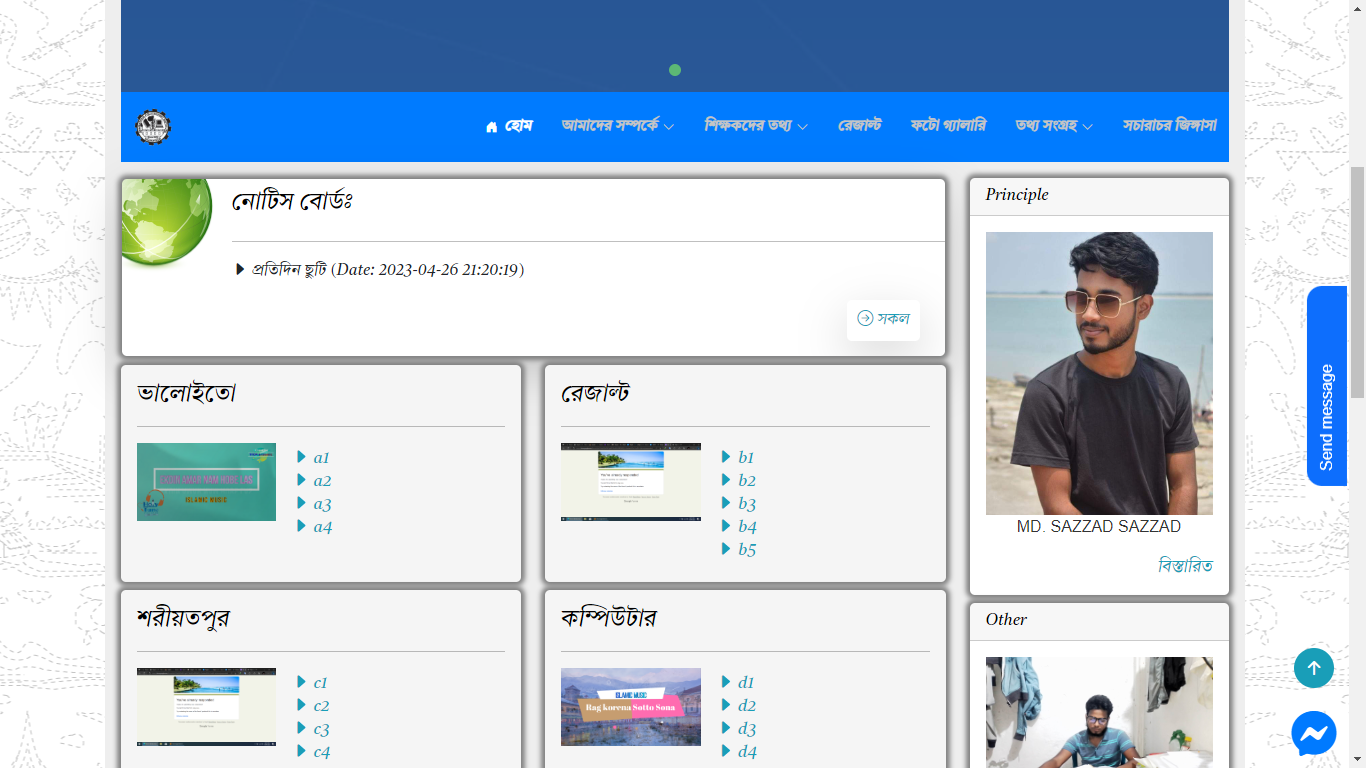 হোম আমাদের সম্পর্কে শিক্ষকদের তথ্য রেজাল্ট ফটো গ্যালারি তথ্য সংগ্রহ সচারাচর জিঙ্গাসা
নোটিস বোর্ডঃ
প্রতিদিন ছুটি (Date: 2023-04-26 21:20:19)
সকল
ভালোইতো
ISLAMIC MUSIC
a1
a2
a3
a4
রেজাল্ট
b1
b2
b3
b4
b5
শরীয়তপুর
c1
c2
c3
c4
কম্পিউটার
ISLAMIC MUSIC
Rag korena Sotto Sona
d1
d2
d3
d4
Principle
MD. SAZZAD SAZZAD
বিস্তারিত
Other
Send message